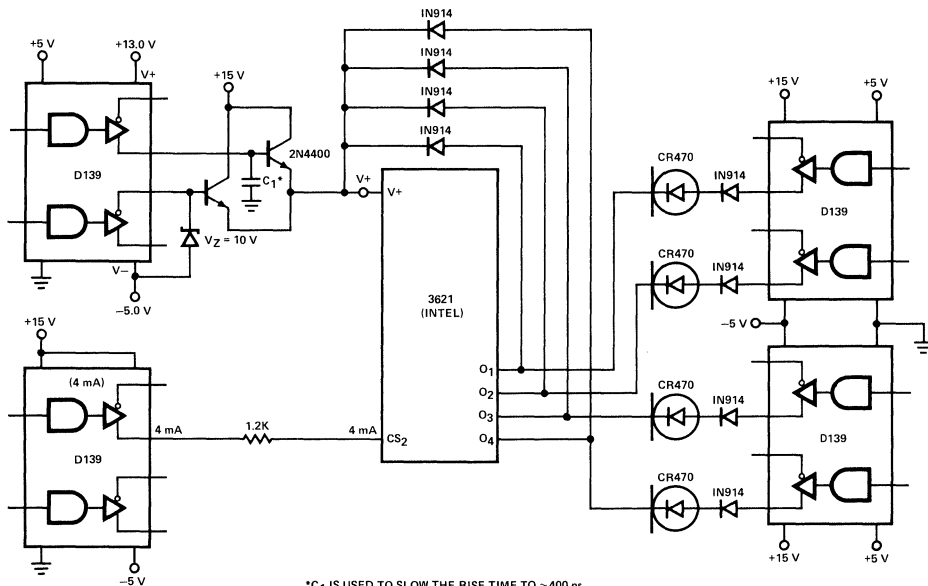 IN914
IN914
IN914
IN914
+5 V
+13.0 V
V+
+15 V
2N4400
C1*
D139
VZ = 10 V
V−
−5.0 V
V+
V+
3621
(INTEL)
O1
O2
O3
O4
CS2
+15 V
(4 mA)
4 mA
1.2K
4 mA
D139
−5 V
+15 V
+5 V
CR470
IN914
D139
CR470
IN914
−5 V
CR470
IN914
D139
CR470
IN914
+15 V
+5 V
*C1 IS USED TO SLOW THE RISE TIME TO ~400 ns